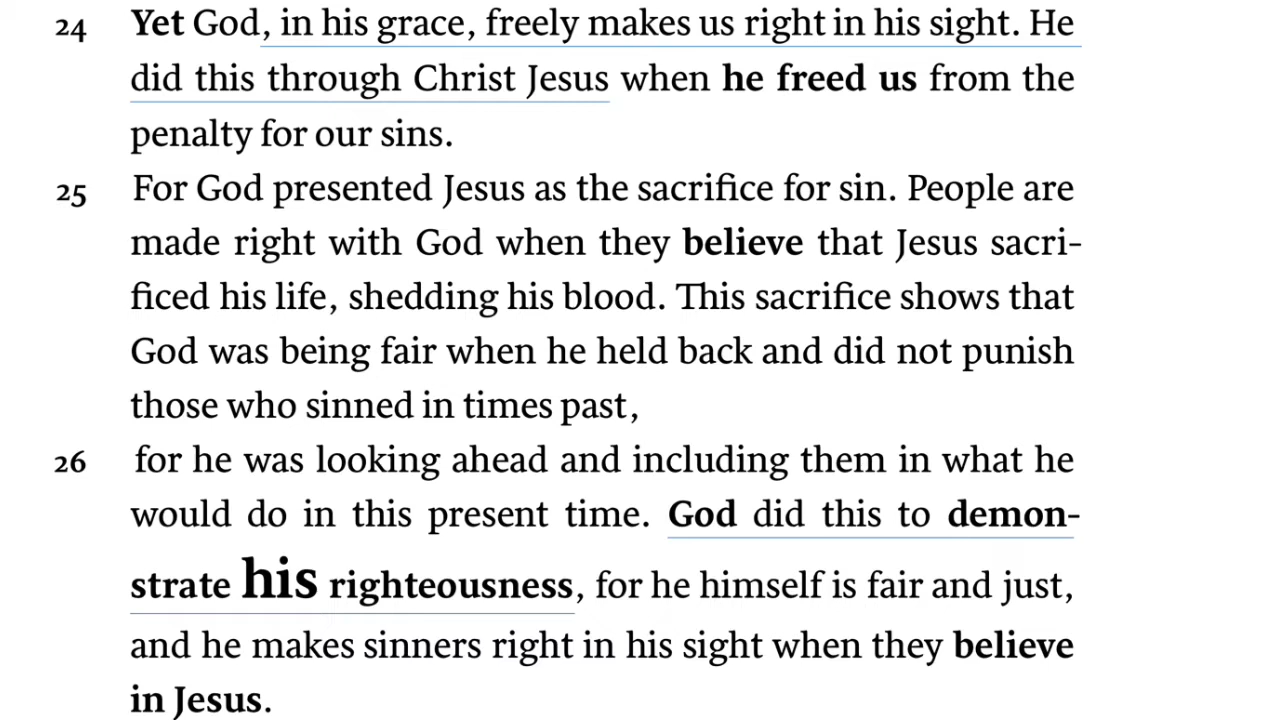 24 Yet God, in his grace, freely makes us right in his sight. He
did this through Christ Jesus when he freed us from the
penalty for our sins.
25 For God presented Jesus as the sacrifice for sin. People are
made right with God when they believe that Jesus sacri-
ficed his life, shedding his blood. This sacrifice shows that
God was being fair when he held back and did not punish
those who sinned in times past,
26 for he was looking ahead and including them in what he
would do in this present time. God did this to demon-
strate his righteousness, for he himself is fair and just,
and he makes sinners right in his sight when they believe
in Jesus.